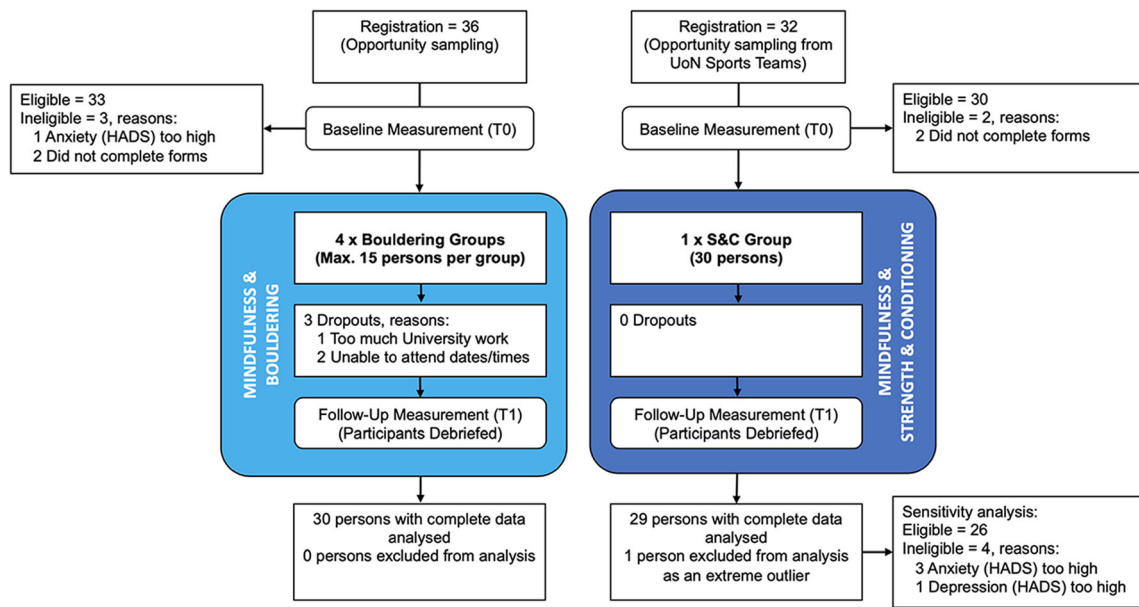 Registration = 36
(Opportunity sampling)
Registration = 32
(Opportunity sampling from
UoN Sports Teams)
Eligible = 33
Ineligible = 3, reasons:
1 Anxiety (HADS) too high
2 Did not complete forms
Baseline Measurement (T0)
Baseline Measurement (T0)
Eligible = 30
Ineligible = 2, reasons:
2 Did not complete forms
MINDFULNESS &
BOULDERING
4 x Bouldering Groups
(Max. 15 persons per group)
3 Dropouts, reasons:
1 Too much University work
2 Unable to attend dates/times
Follow-Up Measurement (T1)
(Participants Debriefed)
1 x S&C Group
(30 persons)
0 Dropouts
Follow-Up Measurement (T1)
(Participants Debriefed)
MINDFULNESS &
STRENGTH & CONDITIONING
30 persons with complete data
analysed
0 persons excluded from analysis
29 persons with complete data
analysed
1 person excluded from analysis
as an extreme outlier
Sensitivity analysis:
Eligible = 26
Ineligible = 4, reasons:
3 Anxiety (HADS) too high
1 Depression (HADS) too high